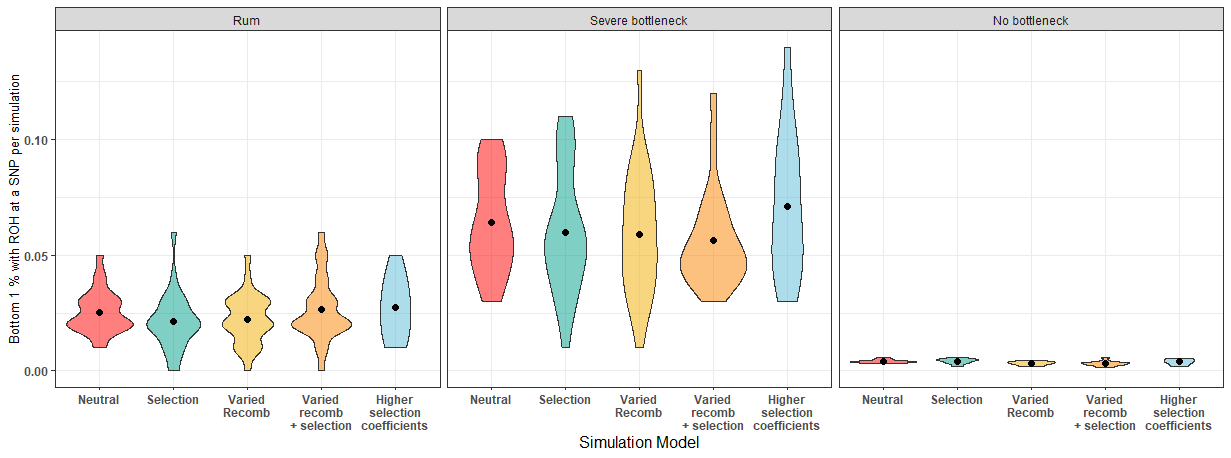 Rum
Severe bottleneck
No bottleneck
Bottom 1 % with ROH at a SNP per simulation
0.10
0.05
0.00
Neutral
Selection
Varied
Recomb
Varied
recomb
+ selection
Higher
selection
coefficients
Neutral
Selection
Varied
Recomb
Varied
recomb
+ selection
Higher
selection
coefficients
Neutral
Selection
Varied
Recomb
Varied
recomb
+ selection
Higher
selection
coefficients
Simulation Model